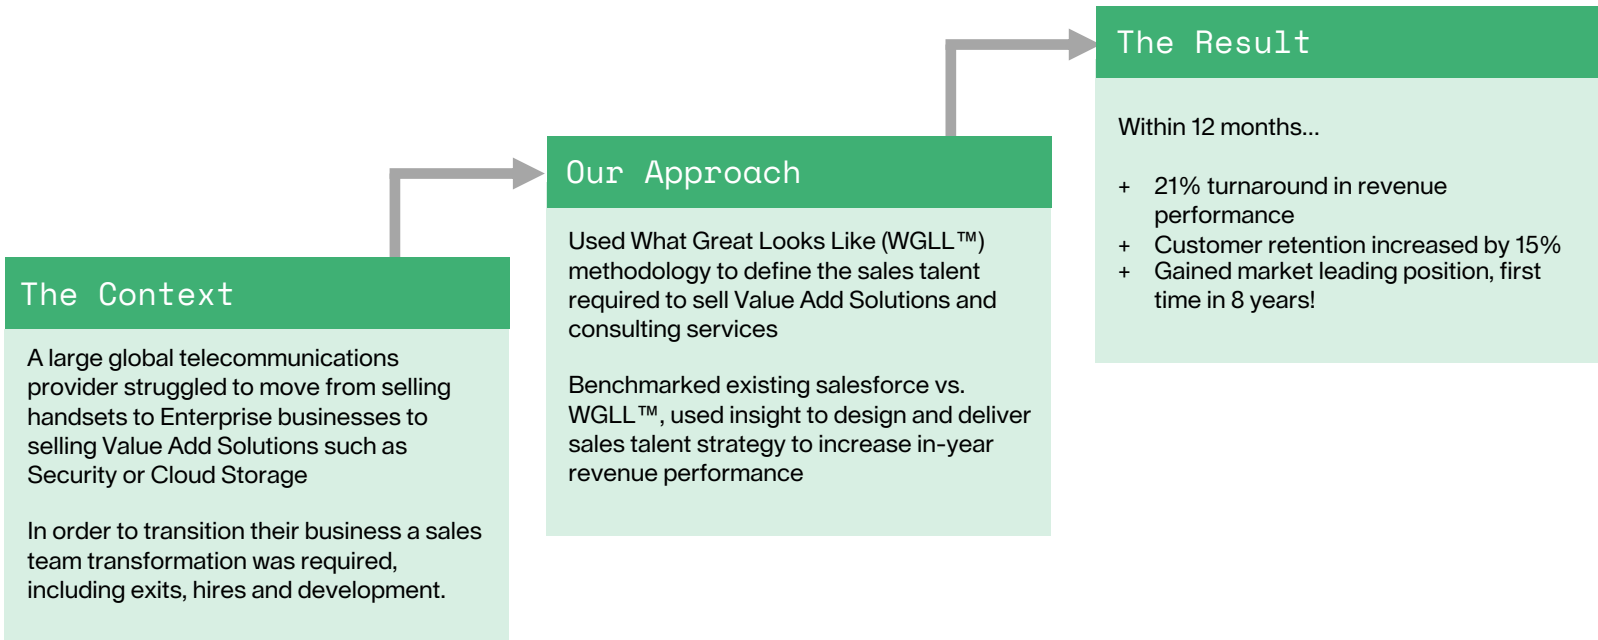 The Context
A large global telecommunications
provider struggled to move from selling
handsets to Enterprise businesses to
selling Value Add Solutions such as
Security or Cloud Storage
In order to transition their business a sales
team transformation was required,
including exits, hires and development.
Our Approach
Used What Great Looks Like (WGLL™)
methodology to define the sales talent
required to sell Value Add Solutions and
consulting services
Benchmarked existing salesforce vs.
WGLL™, used insight to design and deliver
sales talent strategy to increase in-year
revenue performance
The Result
Within 12 months...
+ 21% turnaround in revenue
performance
+ Customer retention increased by 15%
+ Gained market leading position, first
time in 8 years!